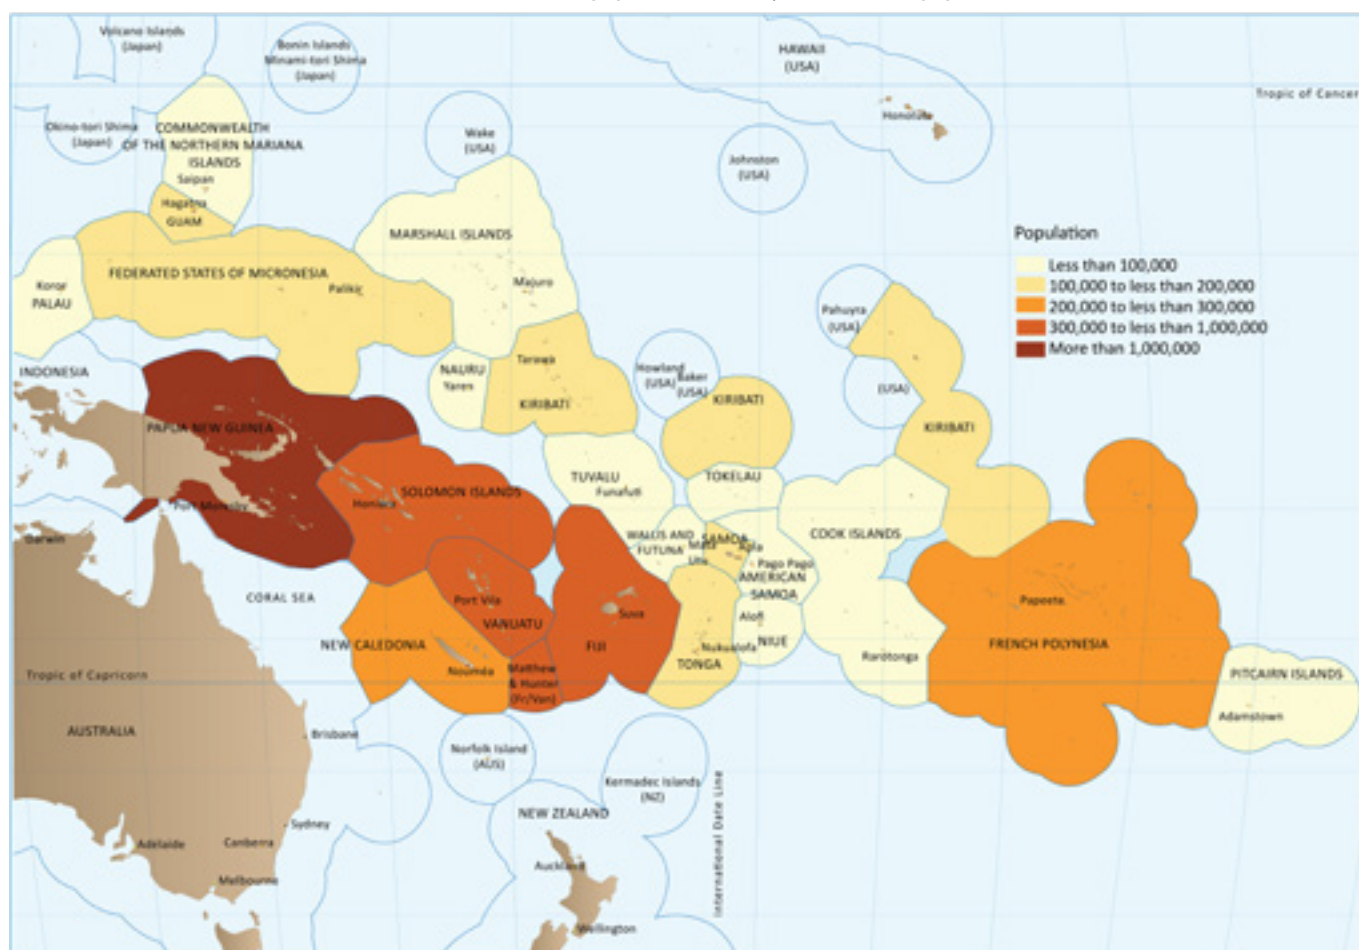 Volcano Islands
(Japan)
Bonin Islands
Minami-tori Shima
(Japan)
HAWAII
(USA)
Tropic of Cancer
Honolulu
Okino-tori Shima
(Japan)
COMMONWEALTH
OF THE NORTHERN MARIANA
ISLANDS
Saipan
Wake
(USA)
Johnston
(USA)
Hagatna
GUAM
MARSHALL ISLANDS
Majuro
Population
Less than 100,000
100,000 to less than 200,000
200,000 to less than 300,000
300,000 to less than 1,000,000
More than 1,000,000
FEDERATED STATES OF MICRONESIA
Palikir
Koror
PALAU
(USA)
INDONESIA
NAURU
Yaren
Tarawa
KIRIBATI
Howland
(USA)
Baker
(USA)
KIRIBATI
(USA)
KIRIBATI
PAPUA NEW GUINEA
Port Moresby
SOLOMON ISLANDS
Honiara
TUVALU
Funafuti
TOKELAU
WALLIS AND
FUTUNA
Mata
Utu
SAMOA
Apia
Pago Pago
AMERICAN
SAMOA
COOK ISLANDS
Rarotonga
Darwin
CORAL SEA
Port Vila
VANUATU
Suva
FIJI
Alofi
NIUE
Nukualofa
TONGA
Papeete
FRENCH POLYNESIA
NEW CALEDONIA
Nouméa
Matthew
& Hunter
(Fr/Van)
PITCAIRN ISLANDS
Adamstown
Tropic of Capricorn
AUSTRALIA
Brisbane
Norfolk Island
(AUS)
Kermadec Islands
(NZ)
International Date Line
NEW ZEALAND
Sydney
Adelaide
Canberra
Melbourne
Auckland
Wellington